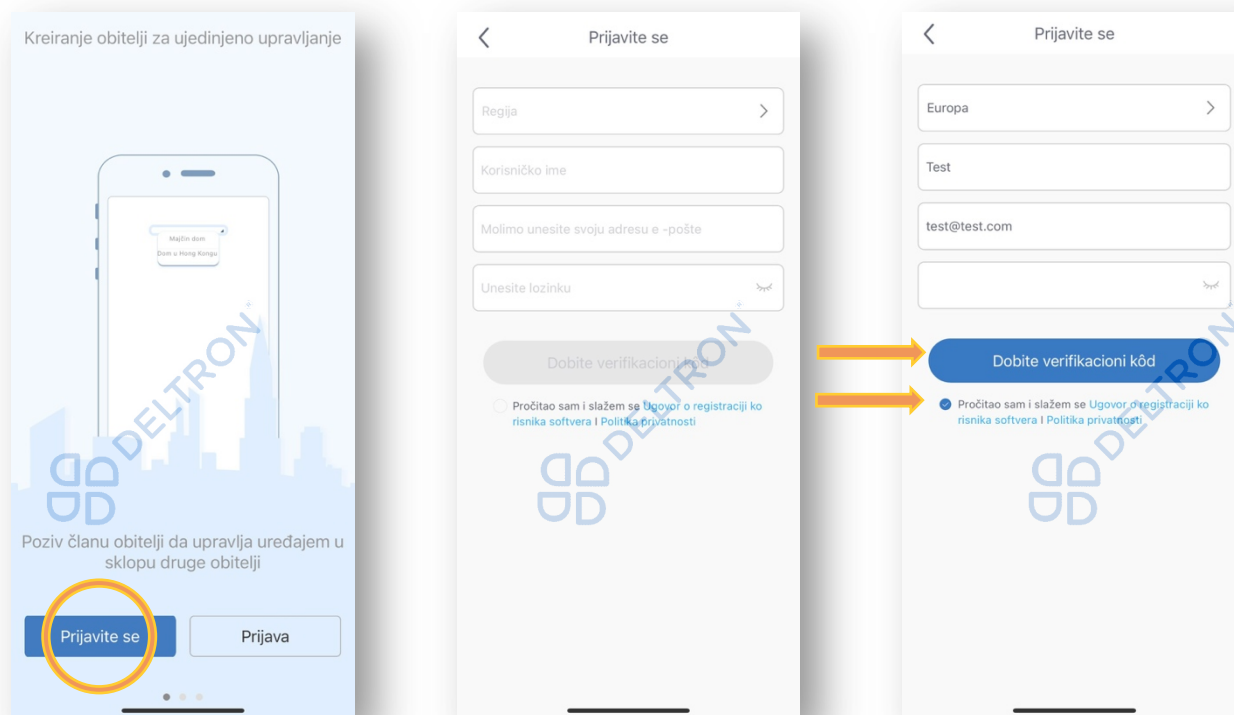 Kreiranje obitelji za ujedinjeno upravljanje
Majčin dom
Dom u Hong Kongu
DELTRON
Poziv članu obitelji da upravlja uređajem u
sklopu druge obitelji
Prijavite se
Prijava
Prijavite se
Regija
Korisničko ime
Molimo unesite svoju adresu e -pošte
Unesite lozinku
Dobite verifikacioni kôd
Pročitao sam i slažem se Ugovor o registraciji ko
risnika softvera I Politika privatnosti
DELTRON
Prijavite se
Europa
Test
test@test.com
Dobite verifikacioni kôd
Pročitao sam i slažem se Ugovor o registraciji ko
risnika softvera I Politika privatnosti
DELTRON